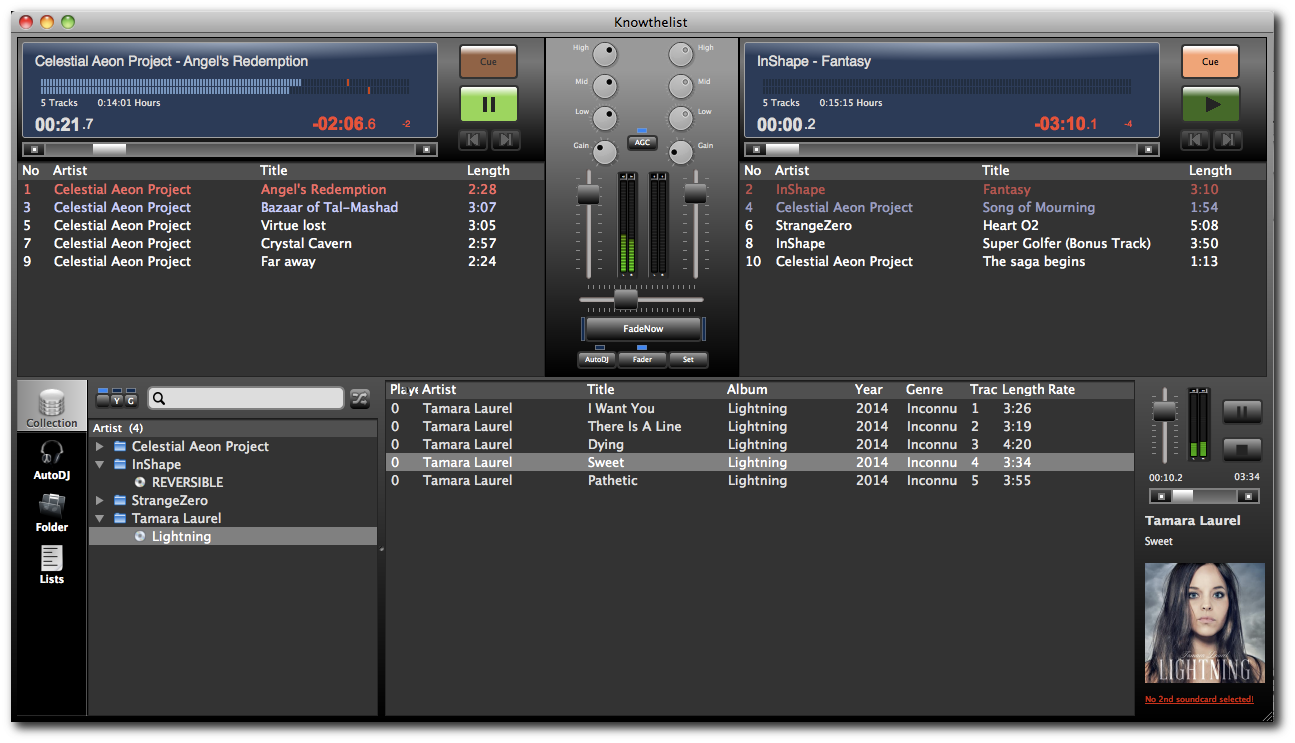 Knowthelist
Celestial Aeon Project - Angel's Redemption
5 Tracks 0:14:01 Hours
00:21.7 -02:06.6 -2
Cue
No Artist Title Length
1 Celestial Aeon Project Angel's Redemption 2:28
3 Celestial Aeon Project Bazaar of Tal-Mashad 3:07
5 Celestial Aeon Project Virtue lost 3:05
7 Celestial Aeon Project Crystal Cavern 2:57
9 Celestial Aeon Project Far away 2:24
High High
Mid Mid
Low Low
AGC
Gain Gain
FadeNow
AutoDJ Fader Set
InShape - Fantasy
5 Tracks 0:15:15 Hours
00:00.2 -03:10.1 -4
Cue
No Artist Title Length
2 InShape Fantasy 3:10
4 Celestial Aeon Project Song of Mourning 1:54
6 StrangeZero Heart O2 5:08
8 InShape Super Golfer (Bonus Track) 3:50
10 Celestial Aeon Project The saga begins 1:13
Collection
AutoDJ
Folder
Lists
Y G
Artist (4)
Celestial Aeon Project
InShape
REVERSIBLE
StrangeZero
Tamara Laurel
Lightning
Playe Artist Title Album Year Genre Trac Length Rate
0 Tamara Laurel I Want You Lightning 2014 Inconnu 1 3:26
0 Tamara Laurel There Is A Line Lightning 2014 Inconnu 2 3:19
0 Tamara Laurel Dying Lightning 2014 Inconnu 3 4:20
0 Tamara Laurel Sweet Lightning 2014 Inconnu 4 3:34
0 Tamara Laurel Pathetic Lightning 2014 Inconnu 5 3:55
00:10.2 03:34
Tamara Laurel
Sweet
Tamara Laurel
LIGHTNING
No 2nd soundcard selected!